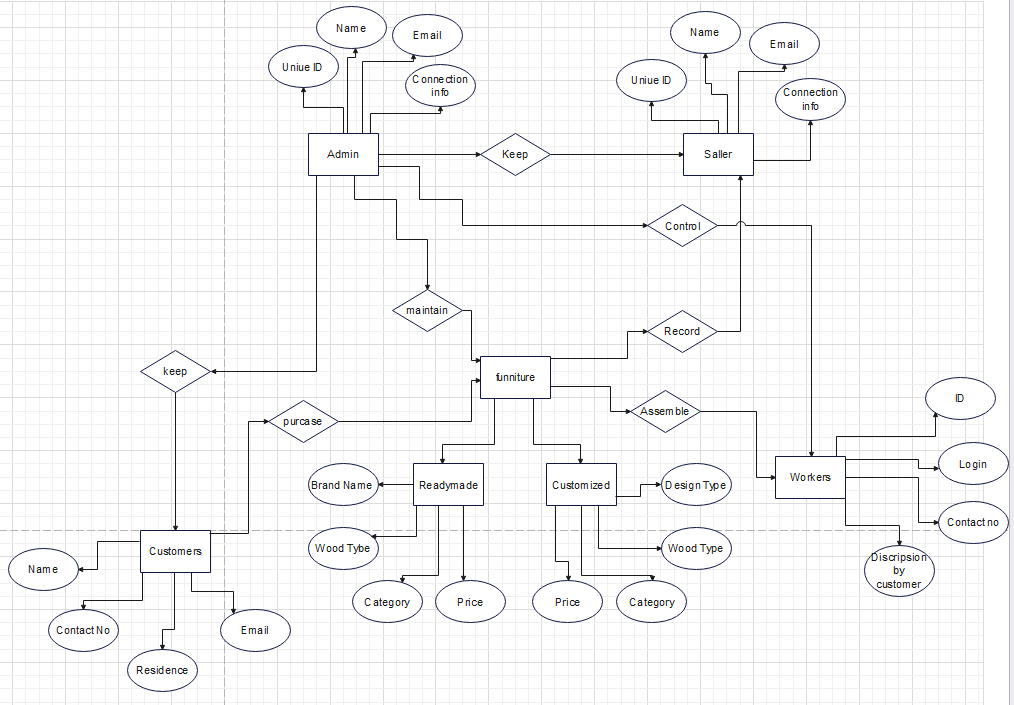 Name
Email
Uniue ID
Connection
info
Name
Email
Uniue ID
Connection
info
Admin
Keep
Saller
Control
maintain
Record
keep
funniture
purcase
Assemble
ID
Login
Contact no
Workers
Discripsion
by
customer
Brand Name
Readymade
Customized
Design Type
Wood Tybe
Wood Type
Category
Price
Price
Category
Customers
Name
Contact No
Residence
Email